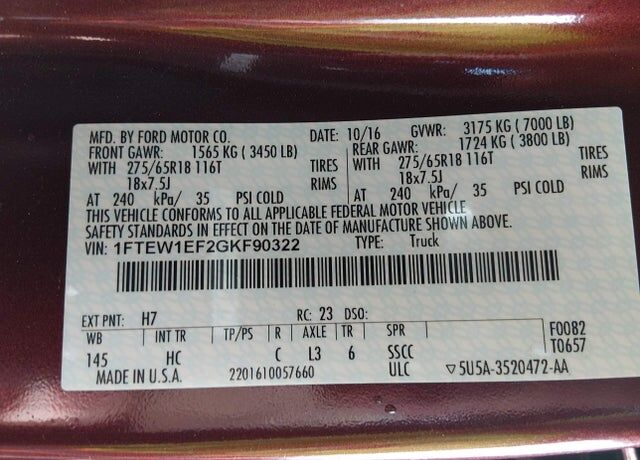 MFD. BY FORD MOTOR CO. DATE: 10/16 GVWR: 3175 KG ( 7000 LB)
FRONT GAWR: 1565 KG ( 3450 LB) REAR GAWR: 1724 KG ( 3800 LB)
WITH 275/65R18 116T TIRES WITH 275/65R18 116T TIRES
18x7.5J RIMS 18x7.5J RIMS
AT 240 kPa/ 35 PSI COLD AT 240 kPa/ 35 PSI COLD
THIS VEHICLE CONFORMS TO ALL APPLICABLE FEDERAL MOTOR VEHICLE
SAFETY STANDARDS IN EFFECT ON THE DATE OF MANUFACTURE SHOWN ABOVE.
VIN: 1FTEW1EF2GKF90322 TYPE: Truck
EXT PNT: H7 RC: 23 DSO:
WB INT TR TP/PS R AXLE TR SPR F0082
145 HC C L3 6 SSCC T0657
MADE IN U.S.A. 2201610057660 ULC ▽5U5A-3520472-AA